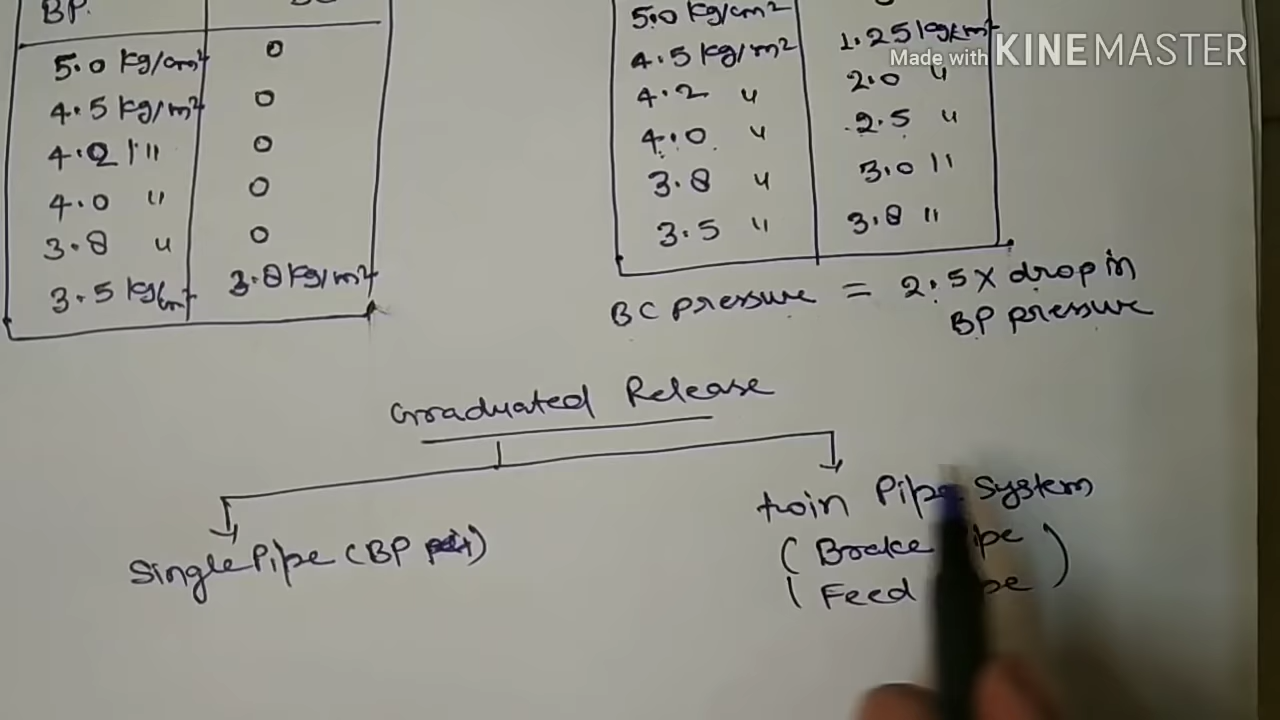 BP.
5.0 kg/cm² 0
4.5 kg/m² 0
4.2 " 0
4.0 " 0
3.8 " 0
3.5 kg/m² 3.8 kg/m²
5.0 kg/cm²
4.5 kg/m² 1.25 kg/cm²
4.2 " 2.0 "
4.0 " 2.5 "
3.8 " 3.0 "
3.5 " 3.8 "
BC pressure = 2.5 x drop in
BP pressure
Graduated Release
Single Pipe (BP )
twin Pipe System
(Brake Pipe
Feed )
Made with KINEMASTER